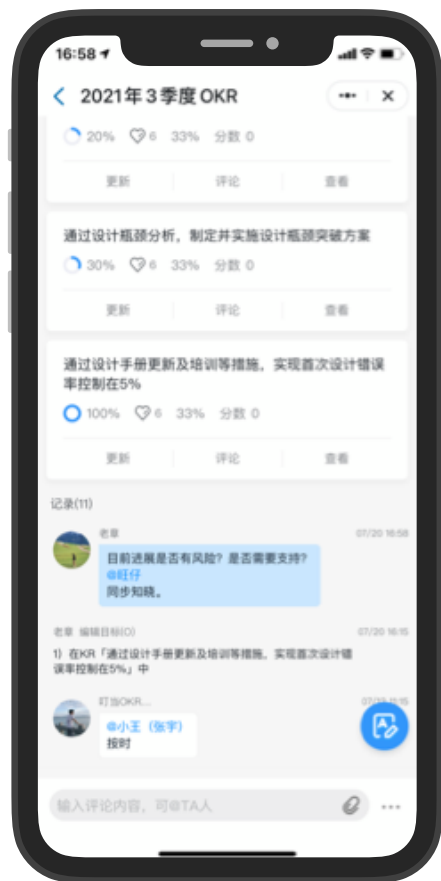 16:58
2021年3季度OKR
20% 6 33% 分数 0
更新 评论 查看
通过设计瓶颈分析，制定并实施设计瓶颈突破方案
30% 6 33% 分数 0
更新 评论 查看
通过设计手册更新及培训等措施，实现首次设计错误
率控制在5%
100% 6 33% 分数 0
更新 评论 查看
记录(11)
老章 07/20 16:58
目前进展是否有风险？是否需要支持？
@旺仔
同步知晓。
老章 编辑目标(O) 07/20 16:15
1）在KR「通过设计手册更新及培训等措施，实现首次设计错
误率控制在5%」中
叮当OKR...
@小王（张宇）
按时
输入评论内容，可@TA人